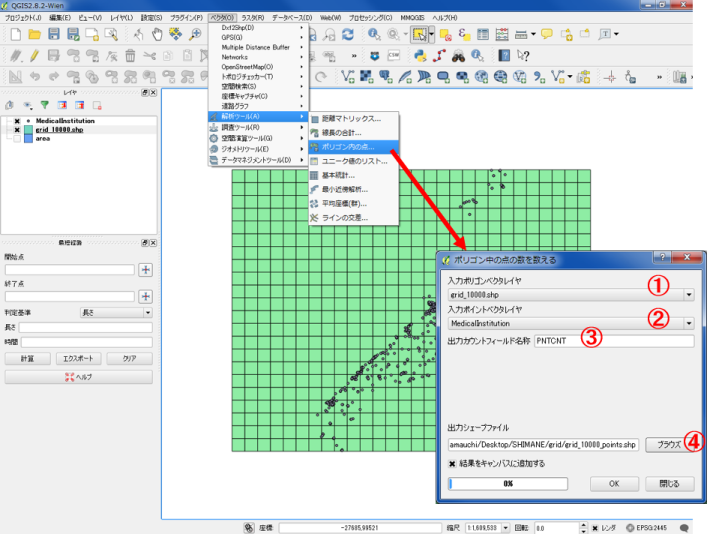 QGIS2.8.2-Wien
プロジェクト(J) 編集(E) ビュー(V) レイヤ(L) 設定(S) プラグイン(P) ベクタ(O) ラスタ(R) データベース(D) Web(W) プロセッシング(C) MMQGIS ヘルプ(H)
Dxf2Shp(D)
GPS(G)
Multiple Distance Buffer
Networks
OpenStreetMap(O)
トポロジチェッカー(T)
空間検索(S)
座標キャプチャ(C)
道路グラフ
解析ツール(A)
調査ツール(R)
空間演算ツール(G)
ジオメトリツール(E)
データマネジメントツール(D)
距離マトリックス...
線長の合計...
ポリゴン内の点...
ユニーク値のリスト...
基本統計...
最小近傍解析...
平均座標(群)...
ラインの交差...
レイヤ
MedicalInstitution
grid_10000.shp
area
最短経路
開始点
終了点
判定基準 長さ
長さ
時間
計算 エクスポート クリア
ヘルプ
ポリゴン中の点の数を数える
入力ポリゴンベクタレイヤ ①
grid_10000.shp
入力ポイントベクタレイヤ ②
MedicalInstitution
出力カウントフィールド名称 PNTCNT ③
出力シェープファイル
amauchi/Desktop/SHIMANE/grid/grid_10000_points.shp ブラウズ ④
結果をキャンバスに追加する
0% OK 閉じる
座標: -27685,99521 縮尺 1:1,609,533 回転: 0.0 レンダ EPSG:2445